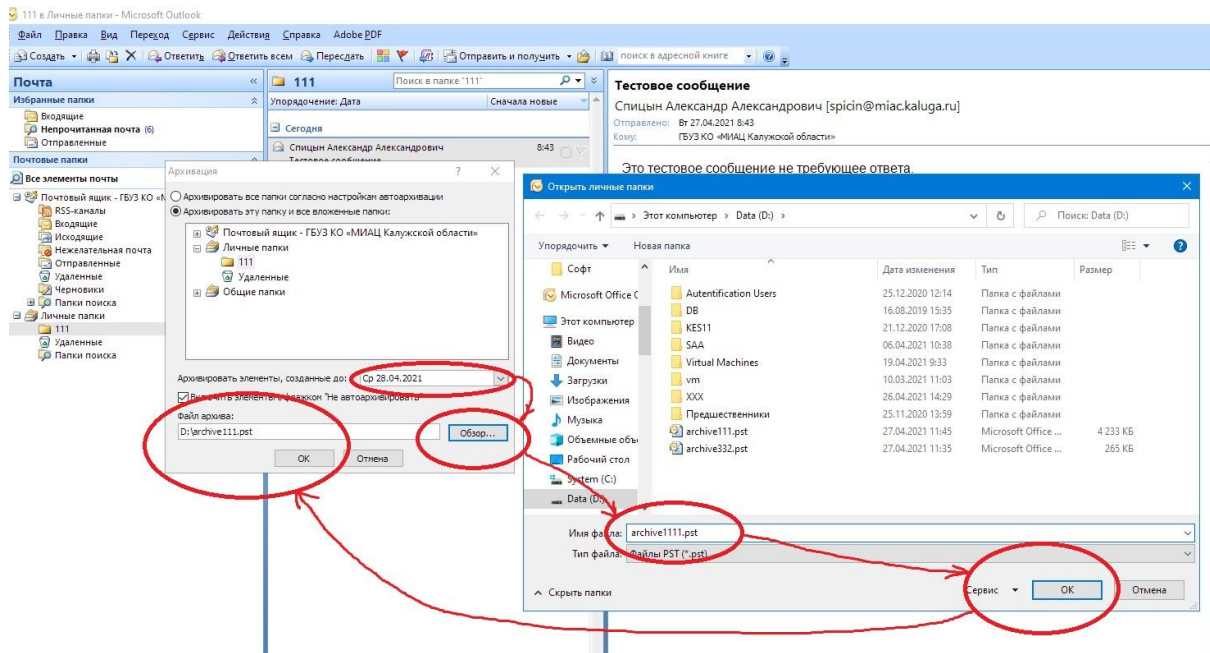 111 в Личные папки - Microsoft Outlook
Файл Правка Вид Переход Сервис Действия Справка Adobe PDF
Создать Ответить Ответить всем Переслать Отправить и получить поиск в адресной книге
Почта
Избранные папки
Входящие
Непрочитанная почта (6)
Отправленные
Почтовые папки
Все элементы почты
Почтовый ящик - ГБУЗ КО «М
RSS-каналы
Входящие
Исходящие
Нежелательная почта
Отправленные
Удаленные
Черновики
Папки поиска
Личные папки
111
Удаленные
Папки поиска
111 Поиск в папке "111"
Упорядочение: Дата Сначала новые
Сегодня
Спицын Александр Александрович 8:43
Тестовое сообщение
Тестовое сообщение
Спицын Александр Александрович [spicin@miac.kaluga.ru]
Отправлено: Вт 27.04.2021 8:43
Кому: ГБУЗ КО «МИАЦ Калужской области»
Это тестовое сообщение не требующее ответа.
Архивация ?
Архивировать все папки согласно настройкам автоархивации
Архивировать эту папку и все вложенные папки:
Почтовый ящик - ГБУЗ КО «МИАЦ Калужской области»
Личные папки
111
Удаленные
Общие папки
Архивировать элементы, созданные до: Ср 28.04.2021
Включить элементы с флажком "Не автоархивировать"
Файл архива:
D:\archive111.pst Обзор...
ОК Отмена
Открыть личные папки
Этот компьютер › Data (D:) › Поиск: Data (D:)
Упорядочить Новая папка
Софт
Microsoft Office C
Этот компьютер
Видео
Документы
Загрузки
Изображения
Музыка
Объемные объе
Рабочий стол
System (C:)
Data (D:)
Имя Дата изменения Тип Размер
Autentification Users 25.12.2020 12:14 Папка с файлами
DB 16.08.2019 15:35 Папка с файлами
KES11 21.12.2020 17:08 Папка с файлами
SAA 06.04.2021 10:38 Папка с файлами
Virtual Machines 19.04.2021 9:33 Папка с файлами
vm 10.03.2021 11:03 Папка с файлами
XXX 26.04.2021 14:29 Папка с файлами
Предшественники 25.11.2020 13:59 Папка с файлами
archive111.pst 27.04.2021 11:45 Microsoft Office ... 4 233 КБ
archive332.pst 27.04.2021 11:35 Microsoft Office ... 265 КБ
Имя файла: archive1111.pst
Тип файла: Файлы PST (*.pst)
Скрыть папки Сервис ОК Отмена